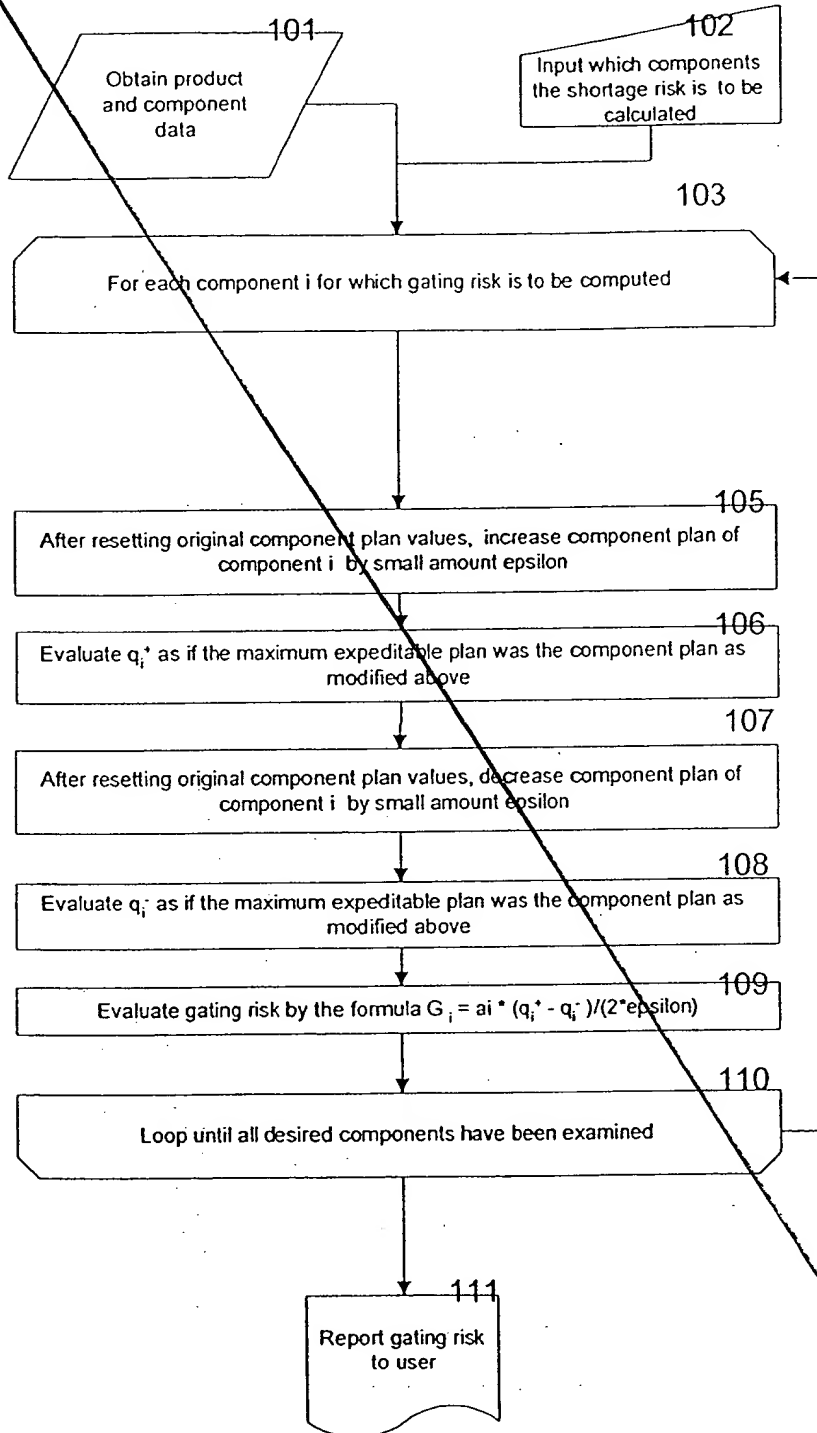 101
Obtain product
and component
data
102
Input which components
the shortage risk is to be
calculated
103
For each component i for which gating risk is to be computed
105
After resetting original component plan values, increase component plan of
component i by small amount epsilon
106
Evaluate qᵢ⁺ as if the maximum expeditable plan was the component plan as
modified above
107
After resetting original component plan values, decrease component plan of
component i by small amount epsilon
108
Evaluate qᵢ⁻ as if the maximum expeditable plan was the component plan as
modified above
109
Evaluate gating risk by the formula Gᵢ = ai * (qᵢ⁺ - qᵢ⁻)/(2*epsilon)
110
Loop until all desired components have been examined
111
Report gating risk
to user